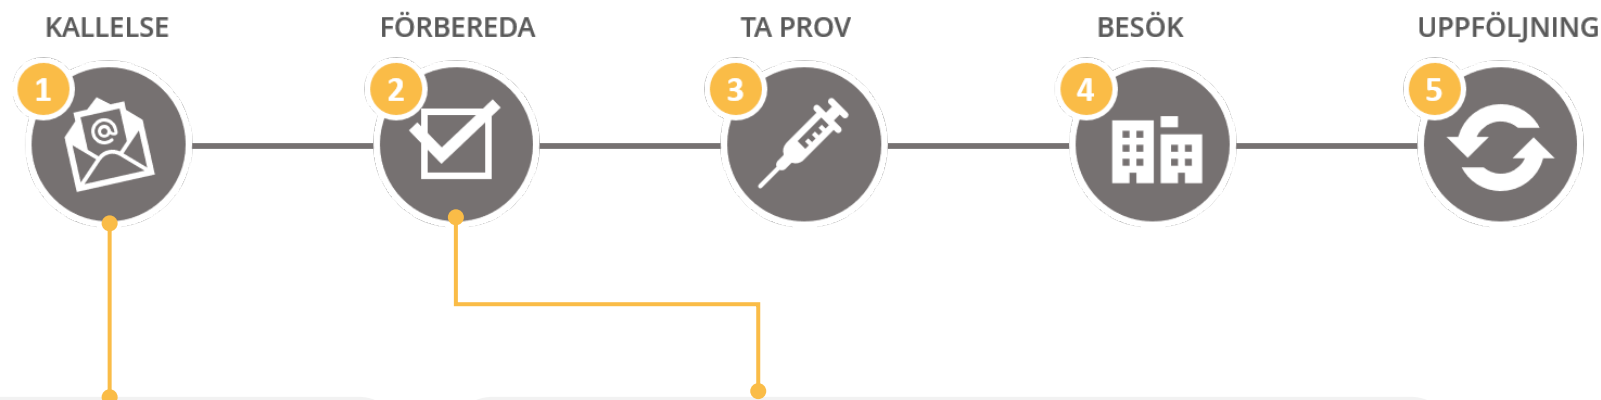 KALLELSE
FÖRBEREDA
TA PROV
BESÖK
UPPFÖLJNING
1
2
3
4
5
@